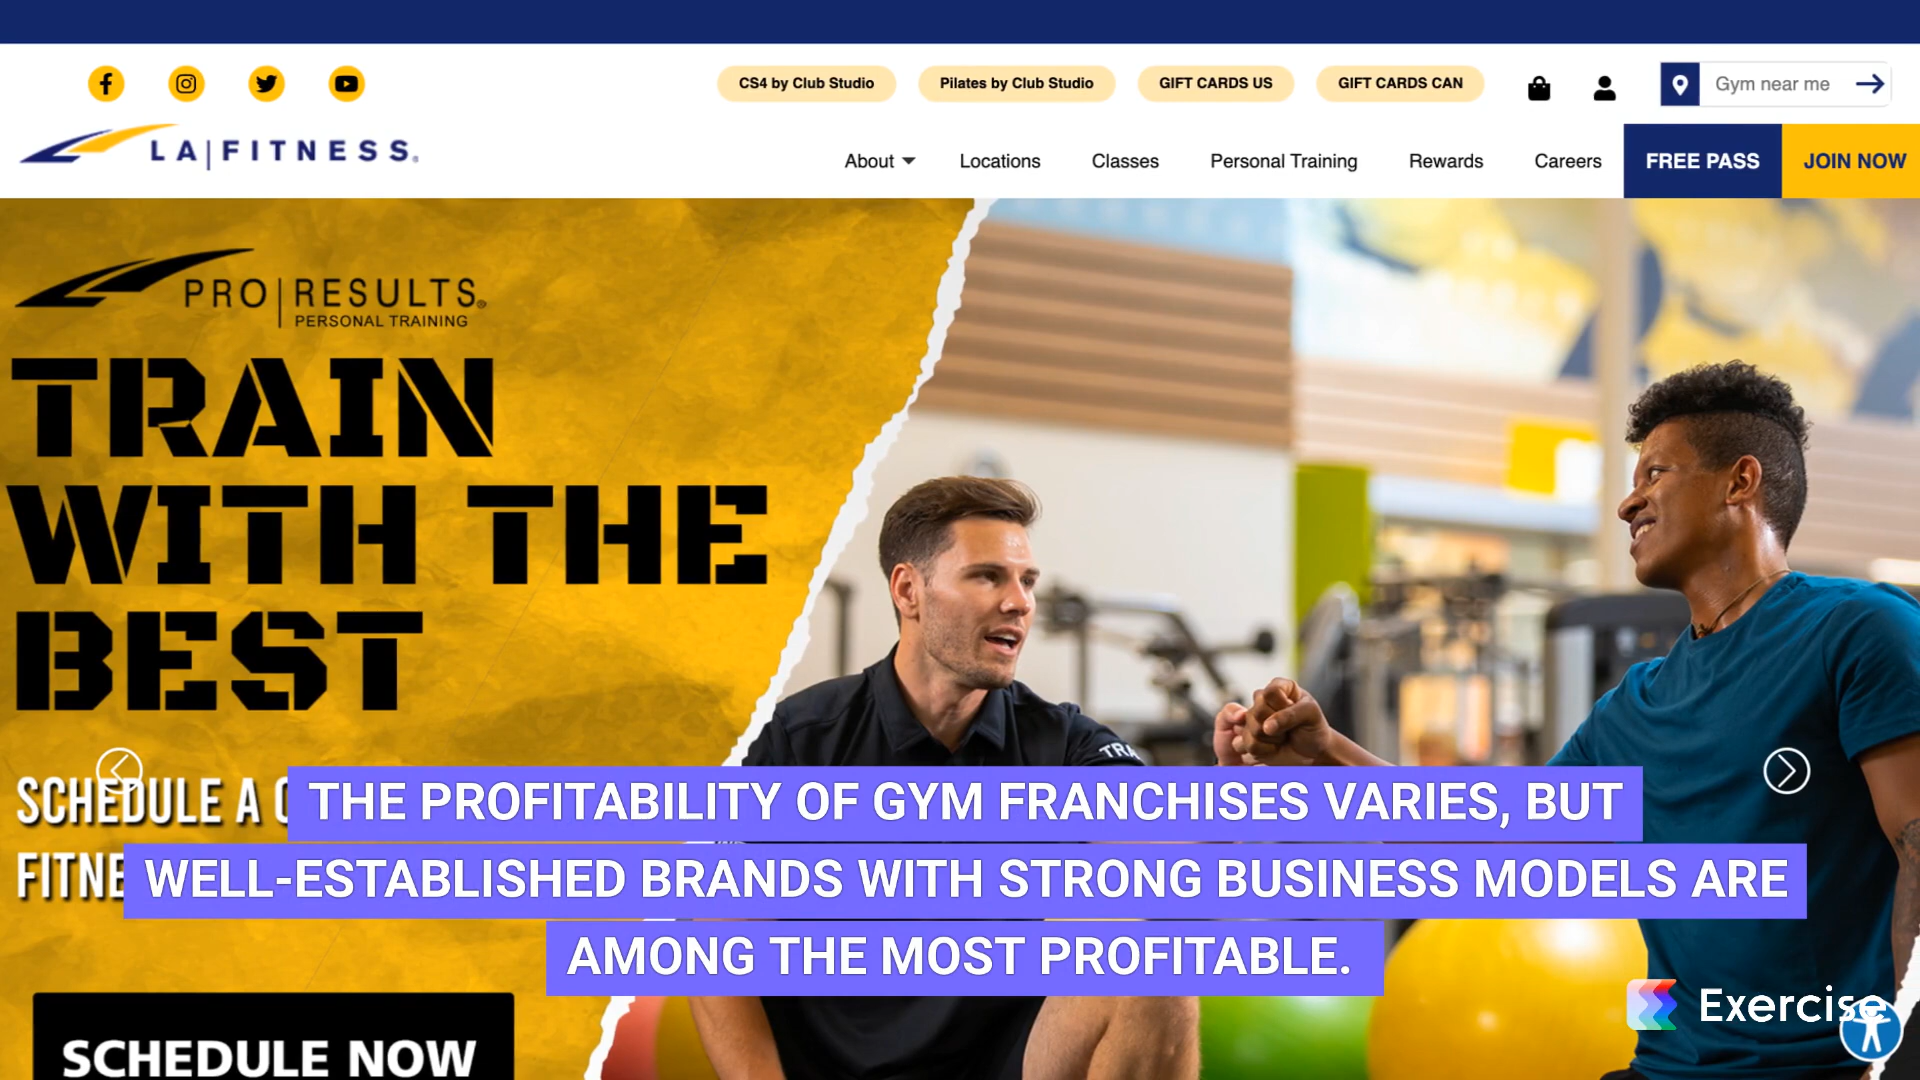 CS4 by Club Studio
Pilates by Club Studio
GIFT CARDS US
GIFT CARDS CAN
Gym near me
LA|FITNESS®
About
Locations
Classes
Personal Training
Rewards
Careers
FREE PASS
JOIN NOW
PRO|RESULTS®
PERSONAL TRAINING
TRAIN
WITH THE
BEST
SCHEDULE A
THE PROFITABILITY OF GYM FRANCHISES VARIES, BUT
WELL-ESTABLISHED BRANDS WITH STRONG BUSINESS MODELS ARE
AMONG THE MOST PROFITABLE.
SCHEDULE NOW
Exercise